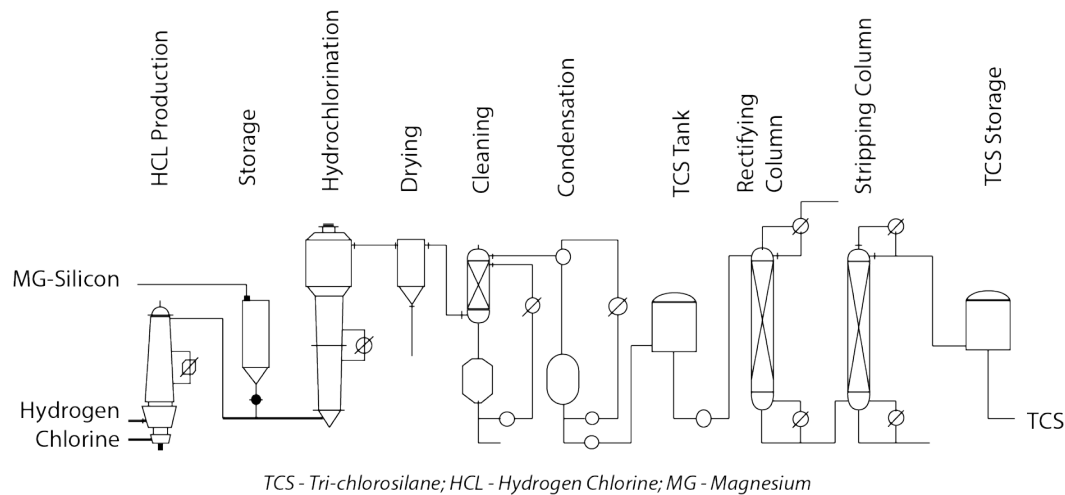 HCL Production
Storage
Hydrochlorination
Drying
Cleaning
Condensation
TCS Tank
Rectifying
Column
Stripping Column
TCS Storage
MG-Silicon
Hydrogen
Chlorine
TCS
TCS - Tri-chlorosilane; HCL - Hydrogen Chlorine; MG - Magnesium